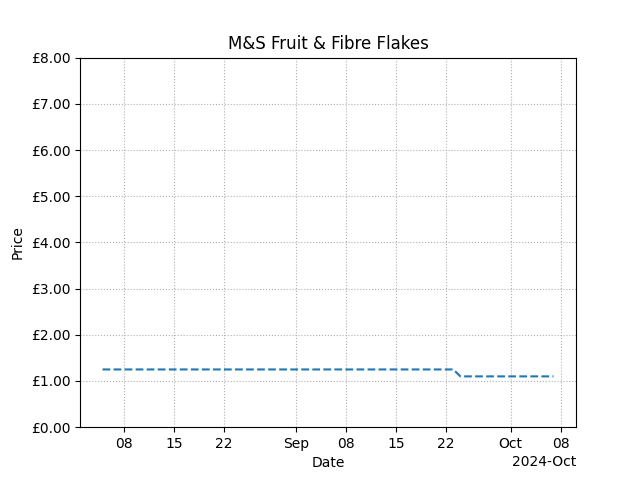 M&S Fruit & Fibre Flakes
£8.00
£7.00
£6.00
£5.00
£4.00
£3.00
£2.00
£1.00
£0.00
Price
08 15 22 Sep 08 15 22 Oct 08
Date
2024-Oct